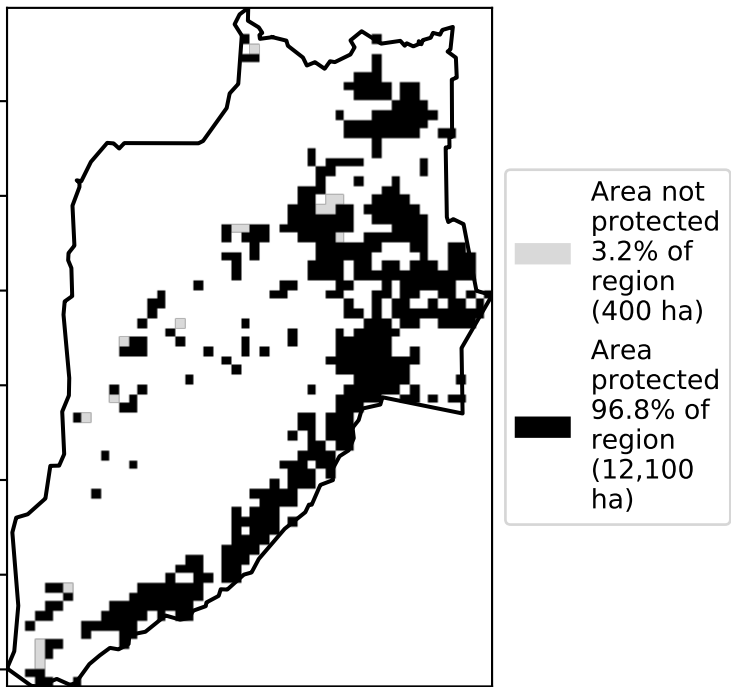 Area not
protected
3.2% of
region
(400 ha)
Area
protected
96.8% of
region
(12,100
ha)